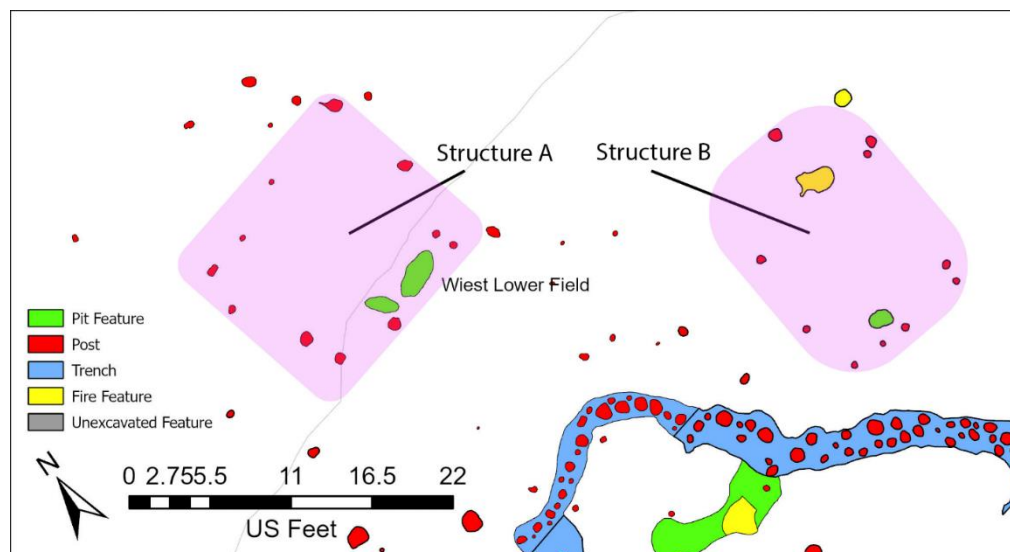 Structure A
Structure B
Wiest Lower Field
Pit Feature
Post
Trench
Fire Feature
Unexcavated Feature
N
0 2.755.5 11 16.5 22
US Feet